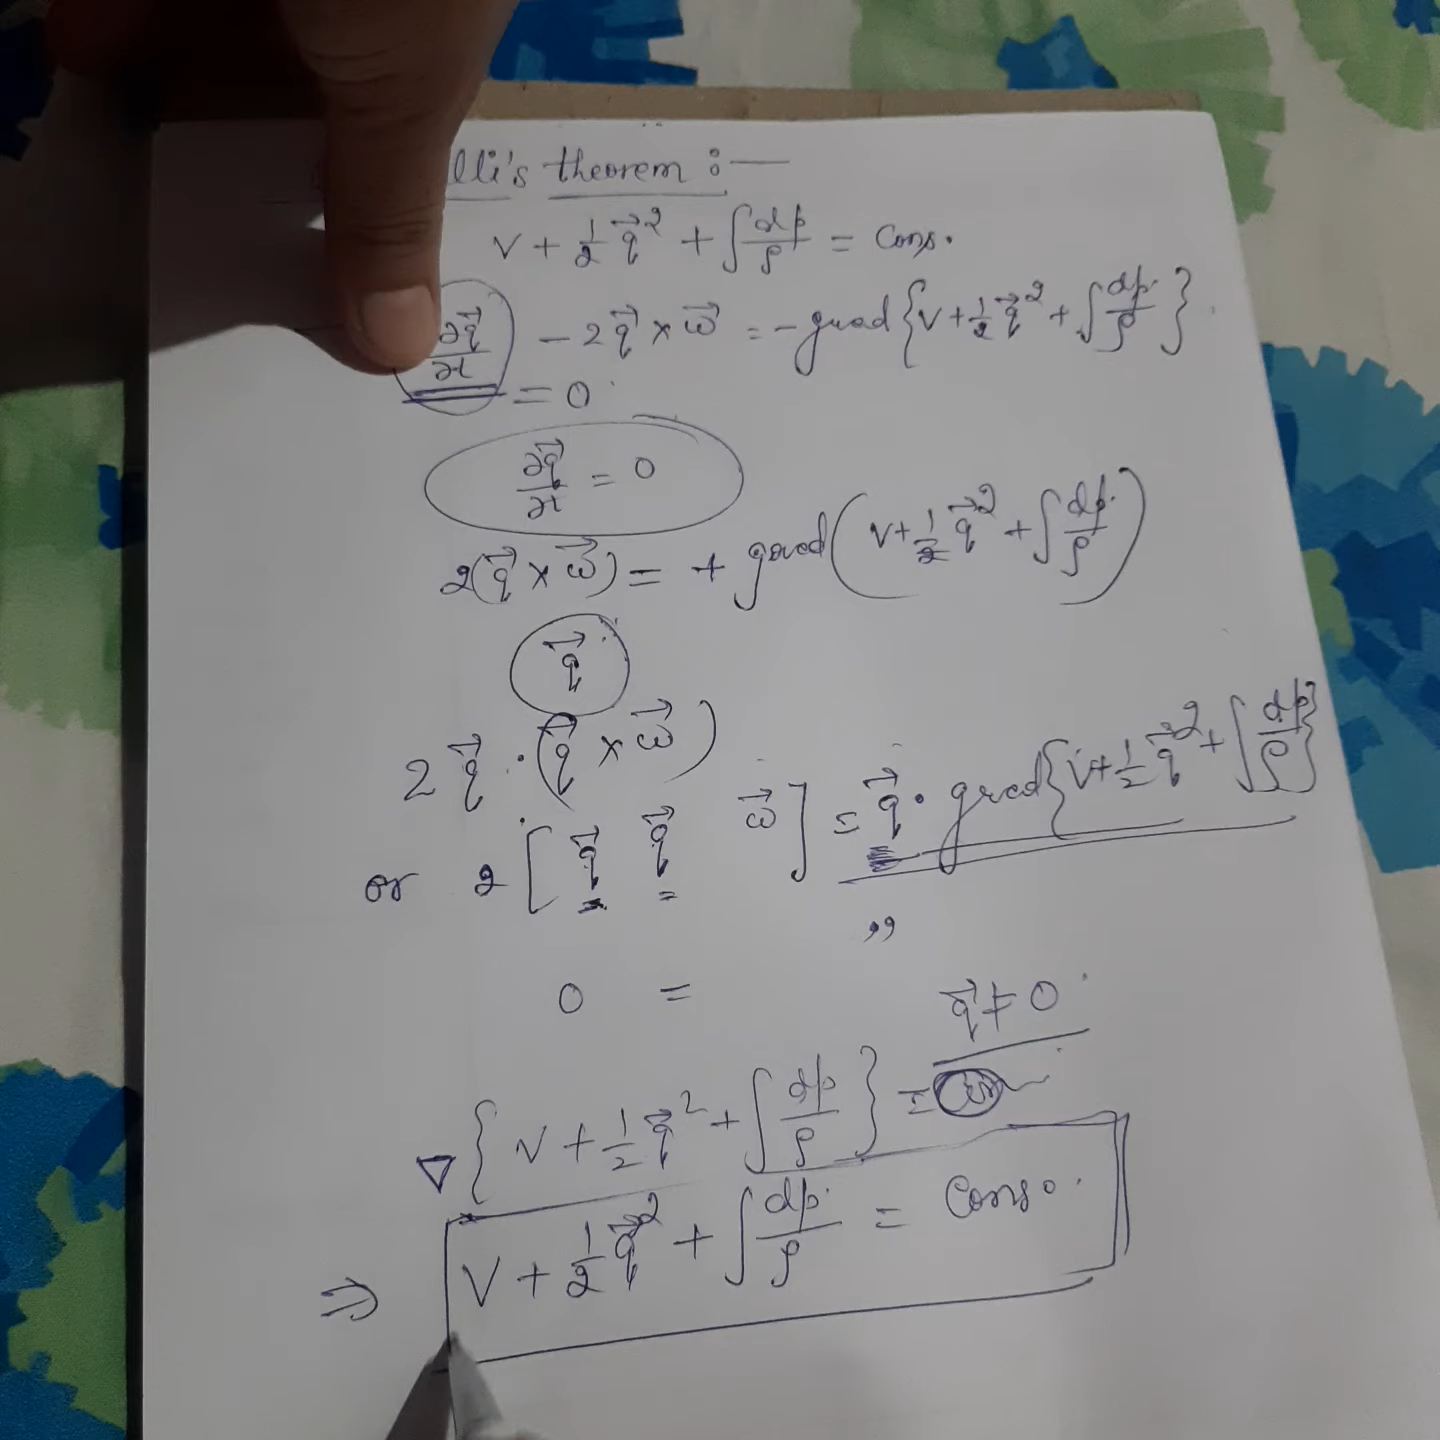 lli's theorem :—
V + 1/2 q⃗² + ∫ dp/ρ = Cons.
∂q⃗/∂t − 2q⃗ × ω⃗ = − grad{V + 1/2 q⃗² + ∫ dp/ρ}
= 0
∂q⃗/∂t = 0
2(q⃗ × ω⃗) = + grad(V + 1/2 q⃗² + ∫ dp/ρ)
q⃗
2 q⃗ · (q⃗ × ω⃗)
or 2 [q⃗ q⃗ ω⃗] = q⃗ · grad{V + 1/2 q⃗² + ∫ dp/ρ}
0 = ,,
q⃗ ≠ 0
∇{V + 1/2 q⃗² + ∫ dp/ρ} =
⇒ V + 1/2 q⃗² + ∫ dp/ρ = Cons.